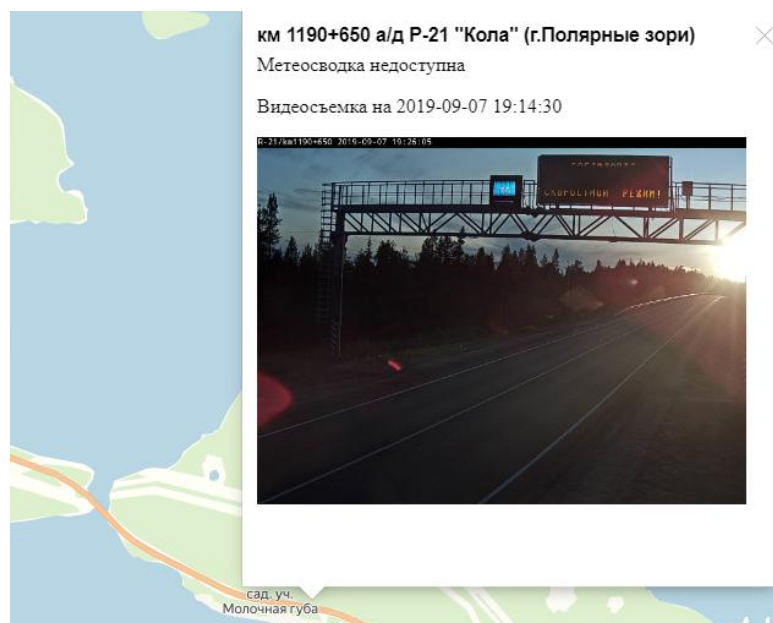 км 1190+650 а/д Р-21 "Кола" (г.Полярные зори)
Метеосводка недоступна
Видеосъемка на 2019-09-07 19:14:30
R-21/km1190+650 2019-09-07 19:26:05
СКОРОСТНОЙ РЕЖИМ!
сад. уч.
Молочная губа